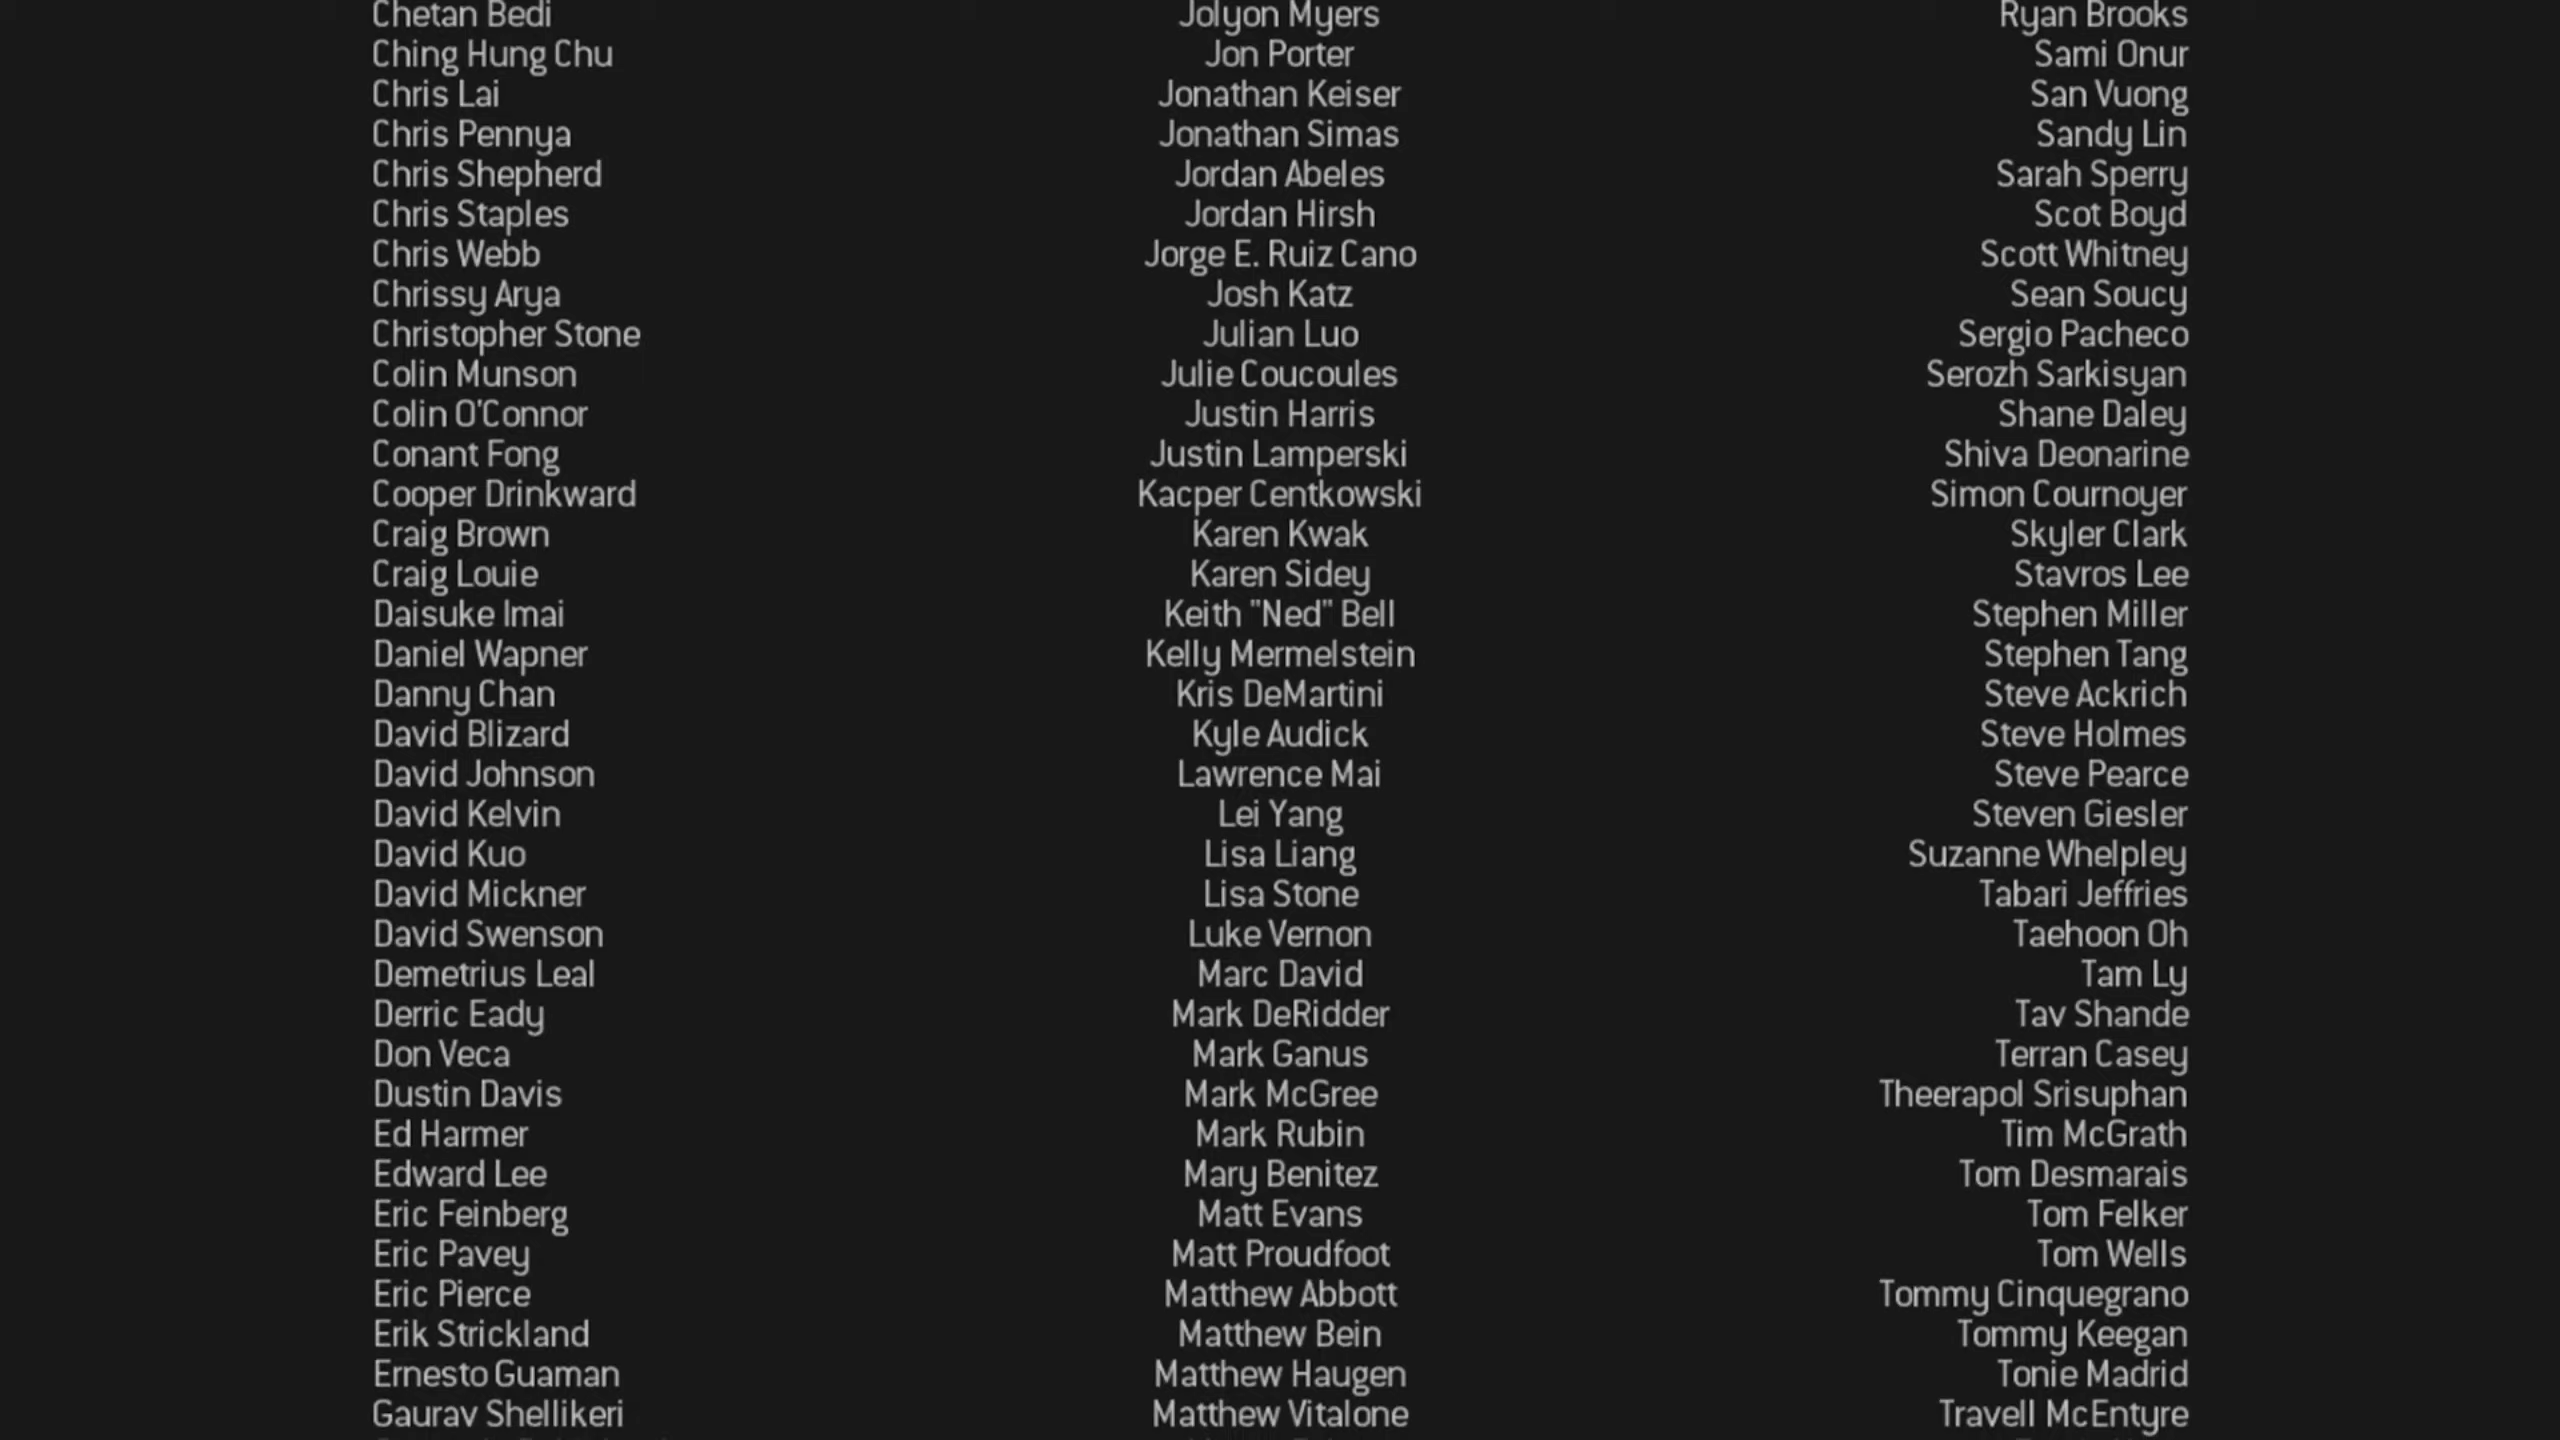 Chetan Bedi
Ching Hung Chu
Chris Lai
Chris Pennya
Chris Shepherd
Chris Staples
Chris Webb
Chrissy Arya
Christopher Stone
Colin Munson
Colin O'Connor
Conant Fong
Cooper Drinkward
Craig Brown
Craig Louie
Daisuke Imai
Daniel Wapner
Danny Chan
David Blizard
David Johnson
David Kelvin
David Kuo
David Mickner
David Swenson
Demetrius Leal
Derric Eady
Don Veca
Dustin Davis
Ed Harmer
Edward Lee
Eric Feinberg
Eric Pavey
Eric Pierce
Erik Strickland
Ernesto Guaman
Gaurav Shellikeri
Jolyon Myers
Jon Porter
Jonathan Keiser
Jonathan Simas
Jordan Abeles
Jordan Hirsh
Jorge E. Ruiz Cano
Josh Katz
Julian Luo
Julie Coucoules
Justin Harris
Justin Lamperski
Kacper Centkowski
Karen Kwak
Karen Sidey
Keith "Ned" Bell
Kelly Mermelstein
Kris DeMartini
Kyle Audick
Lawrence Mai
Lei Yang
Lisa Liang
Lisa Stone
Luke Vernon
Marc David
Mark DeRidder
Mark Ganus
Mark McGree
Mark Rubin
Mary Benitez
Matt Evans
Matt Proudfoot
Matthew Abbott
Matthew Bein
Matthew Haugen
Matthew Vitalone
Ryan Brooks
Sami Onur
San Vuong
Sandy Lin
Sarah Sperry
Scot Boyd
Scott Whitney
Sean Soucy
Sergio Pacheco
Serozh Sarkisyan
Shane Daley
Shiva Deonarine
Simon Cournoyer
Skyler Clark
Stavros Lee
Stephen Miller
Stephen Tang
Steve Ackrich
Steve Holmes
Steve Pearce
Steven Giesler
Suzanne Whelpley
Tabari Jeffries
Taehoon Oh
Tam Ly
Tav Shande
Terran Casey
Theerapol Srisuphan
Tim McGrath
Tom Desmarais
Tom Felker
Tom Wells
Tommy Cinquegrano
Tommy Keegan
Tonie Madrid
Travell McEntyre